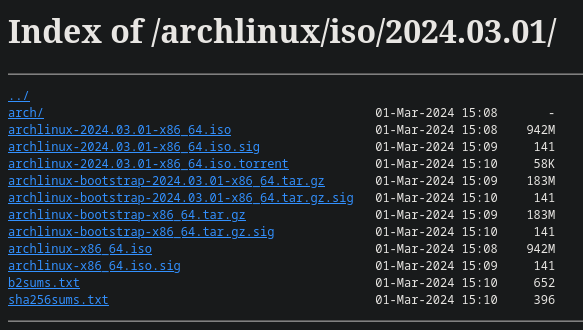 Index of /archlinux/iso/2024.03.01/
../
arch/ 01-Mar-2024 15:08 -
archlinux-2024.03.01-x86_64.iso 01-Mar-2024 15:08 942M
archlinux-2024.03.01-x86_64.iso.sig 01-Mar-2024 15:09 141
archlinux-2024.03.01-x86_64.iso.torrent 01-Mar-2024 15:10 58K
archlinux-bootstrap-2024.03.01-x86_64.tar.gz 01-Mar-2024 15:09 183M
archlinux-bootstrap-2024.03.01-x86_64.tar.gz.sig 01-Mar-2024 15:10 141
archlinux-bootstrap-x86_64.tar.gz 01-Mar-2024 15:09 183M
archlinux-bootstrap-x86_64.tar.gz.sig 01-Mar-2024 15:10 141
archlinux-x86_64.iso 01-Mar-2024 15:08 942M
archlinux-x86_64.iso.sig 01-Mar-2024 15:09 141
b2sums.txt 01-Mar-2024 15:10 652
sha256sums.txt 01-Mar-2024 15:10 396